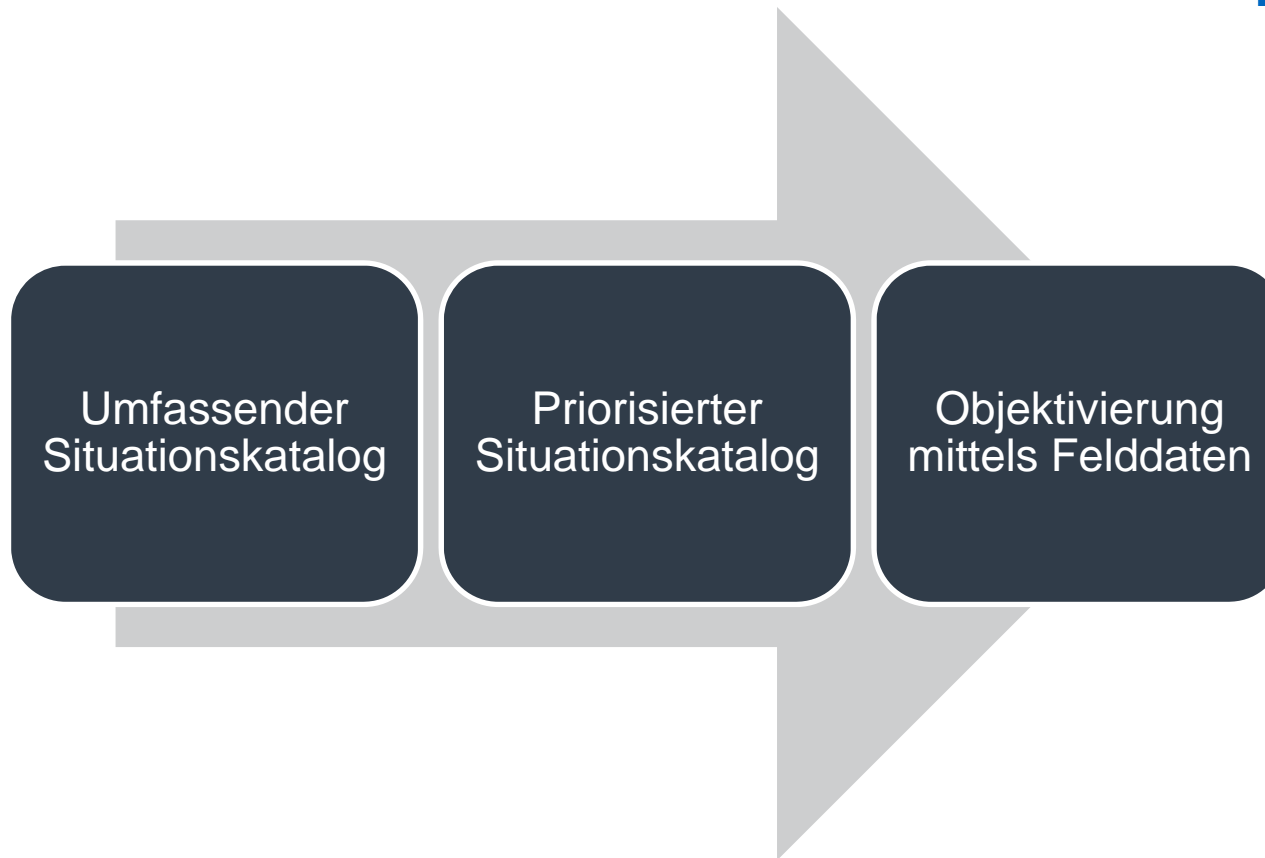 Umfassender
Situationskatalog
Priorisierter
Situationskatalog
Objektivierung
mittels Felddaten